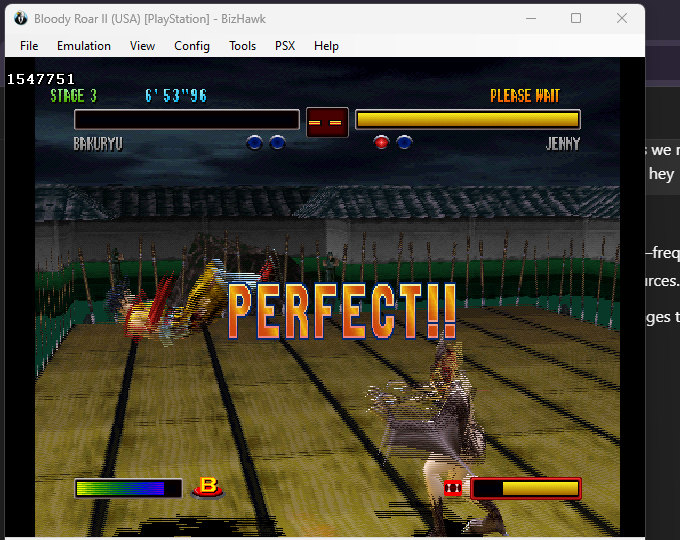 Bloody Roar II (USA) [PlayStation] - BizHawk
File Emulation View Config Tools PSX Help
1547751
STAGE 3 6'53"96 PLEASE WAIT
BAKURYU JENNY
PERFECT!!
B
we
hey
freq
urces.
ges